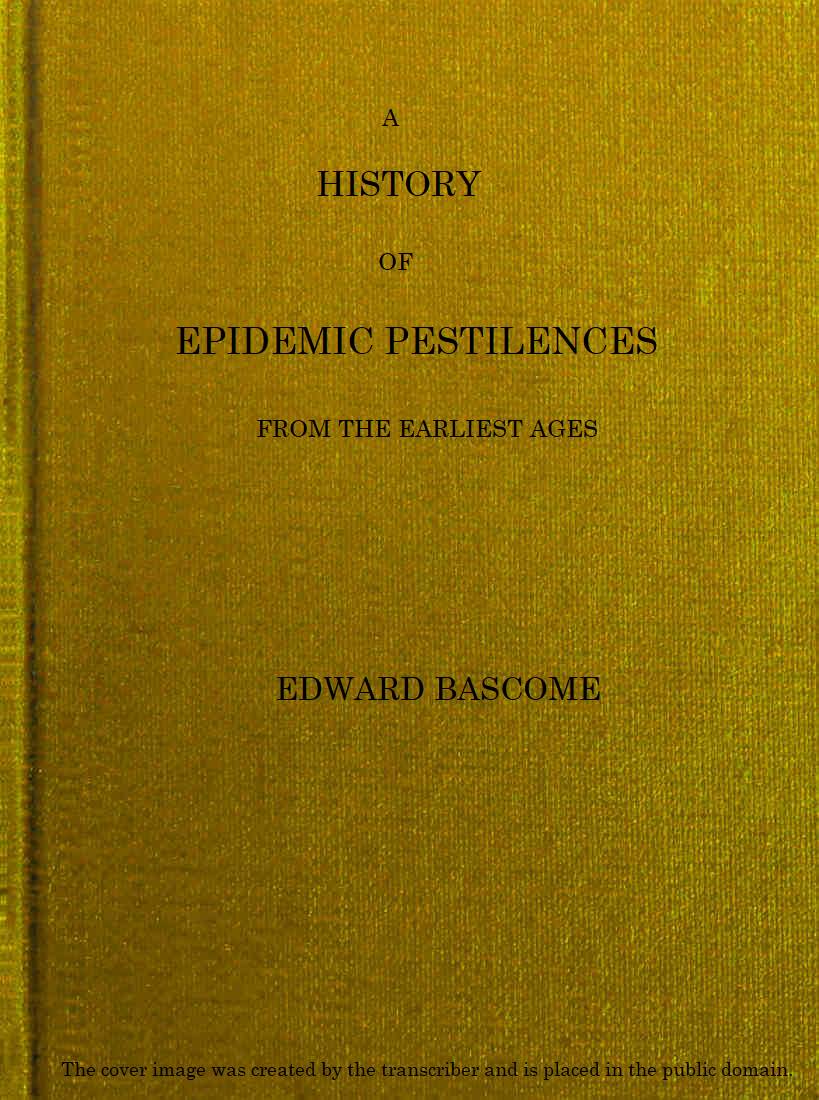 A
HISTORY
OF
EPIDEMIC PESTILENCES
FROM THE EARLIEST AGES
EDWARD BASCOME
The cover image was created by the transcriber and is placed in the public domain.